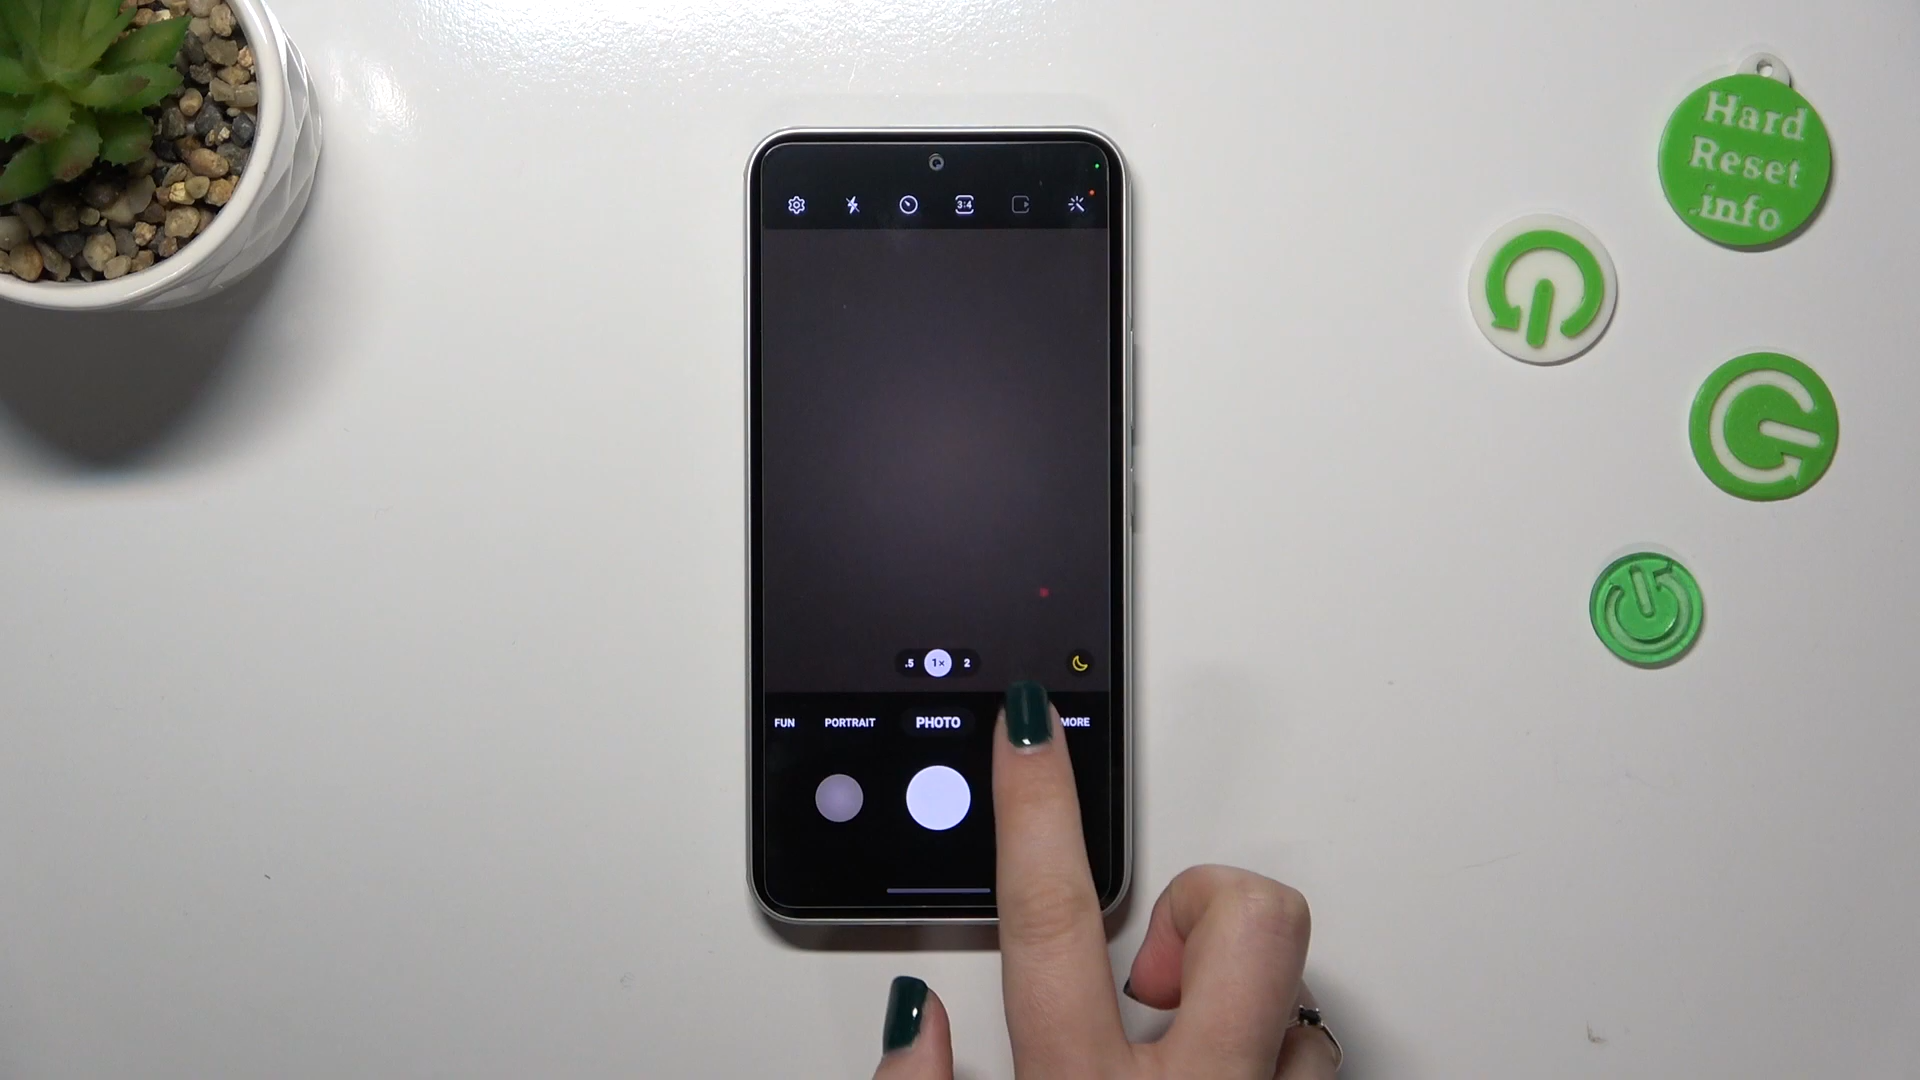 Hard
Reset
.info
3:4
.5 1× 2
FUN PORTRAIT PHOTO MORE